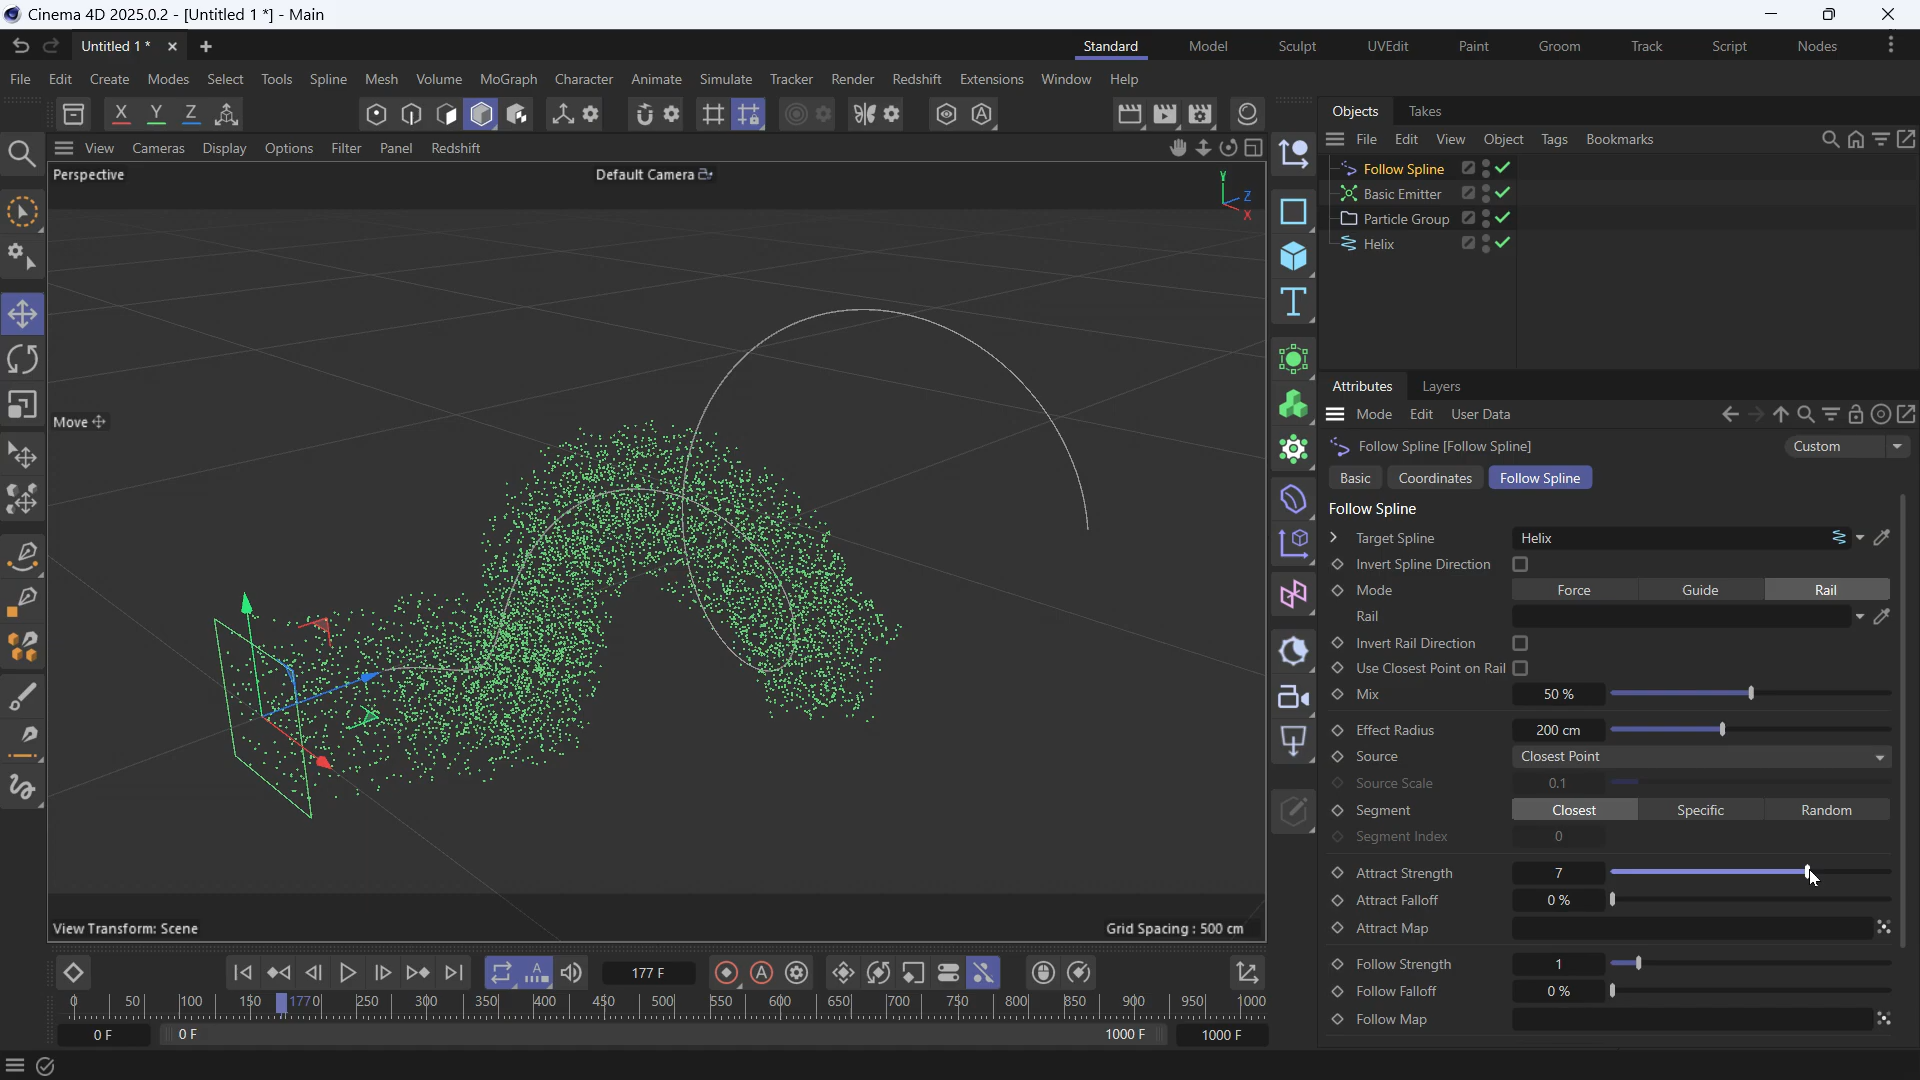 Cinema 4D 2025.0.2 - [Untitled 1 *] - Main
Untitled 1 *
Standard Model Sculpt UVEdit Paint Groom Track Script Nodes
File Edit Create Modes Select Tools Spline Mesh Volume MoGraph Character Animate Simulate Tracker Render Redshift Extensions Window Help
X Y Z
View Cameras Display Options Filter Panel Redshift
Perspective
Default Camera
Y
Z
X
Move
View Transform: Scene
Grid Spacing : 500 cm
Objects Takes
File Edit View Object Tags Bookmarks
Follow Spline
Basic Emitter
Particle Group
Helix
Attributes Layers
Mode Edit User Data
Follow Spline [Follow Spline]
Custom
Basic Coordinates Follow Spline
Follow Spline
Target Spline Helix
Invert Spline Direction
Mode Force Guide Rail
Rail
Invert Rail Direction
Use Closest Point on Rail
Mix 50 %
Effect Radius 200 cm
Source Closest Point
Source Scale 0.1
Segment Closest Specific Random
Segment Index 0
Attract Strength 7
Attract Falloff 0 %
Attract Map
Follow Strength 1
Follow Falloff 0 %
Follow Map
177 F
0 50 100 150 1770 250 300 350 400 450 500 550 600 650 700 750 800 850 900 950 1000
0 F 0 F 1000 F 1000 F